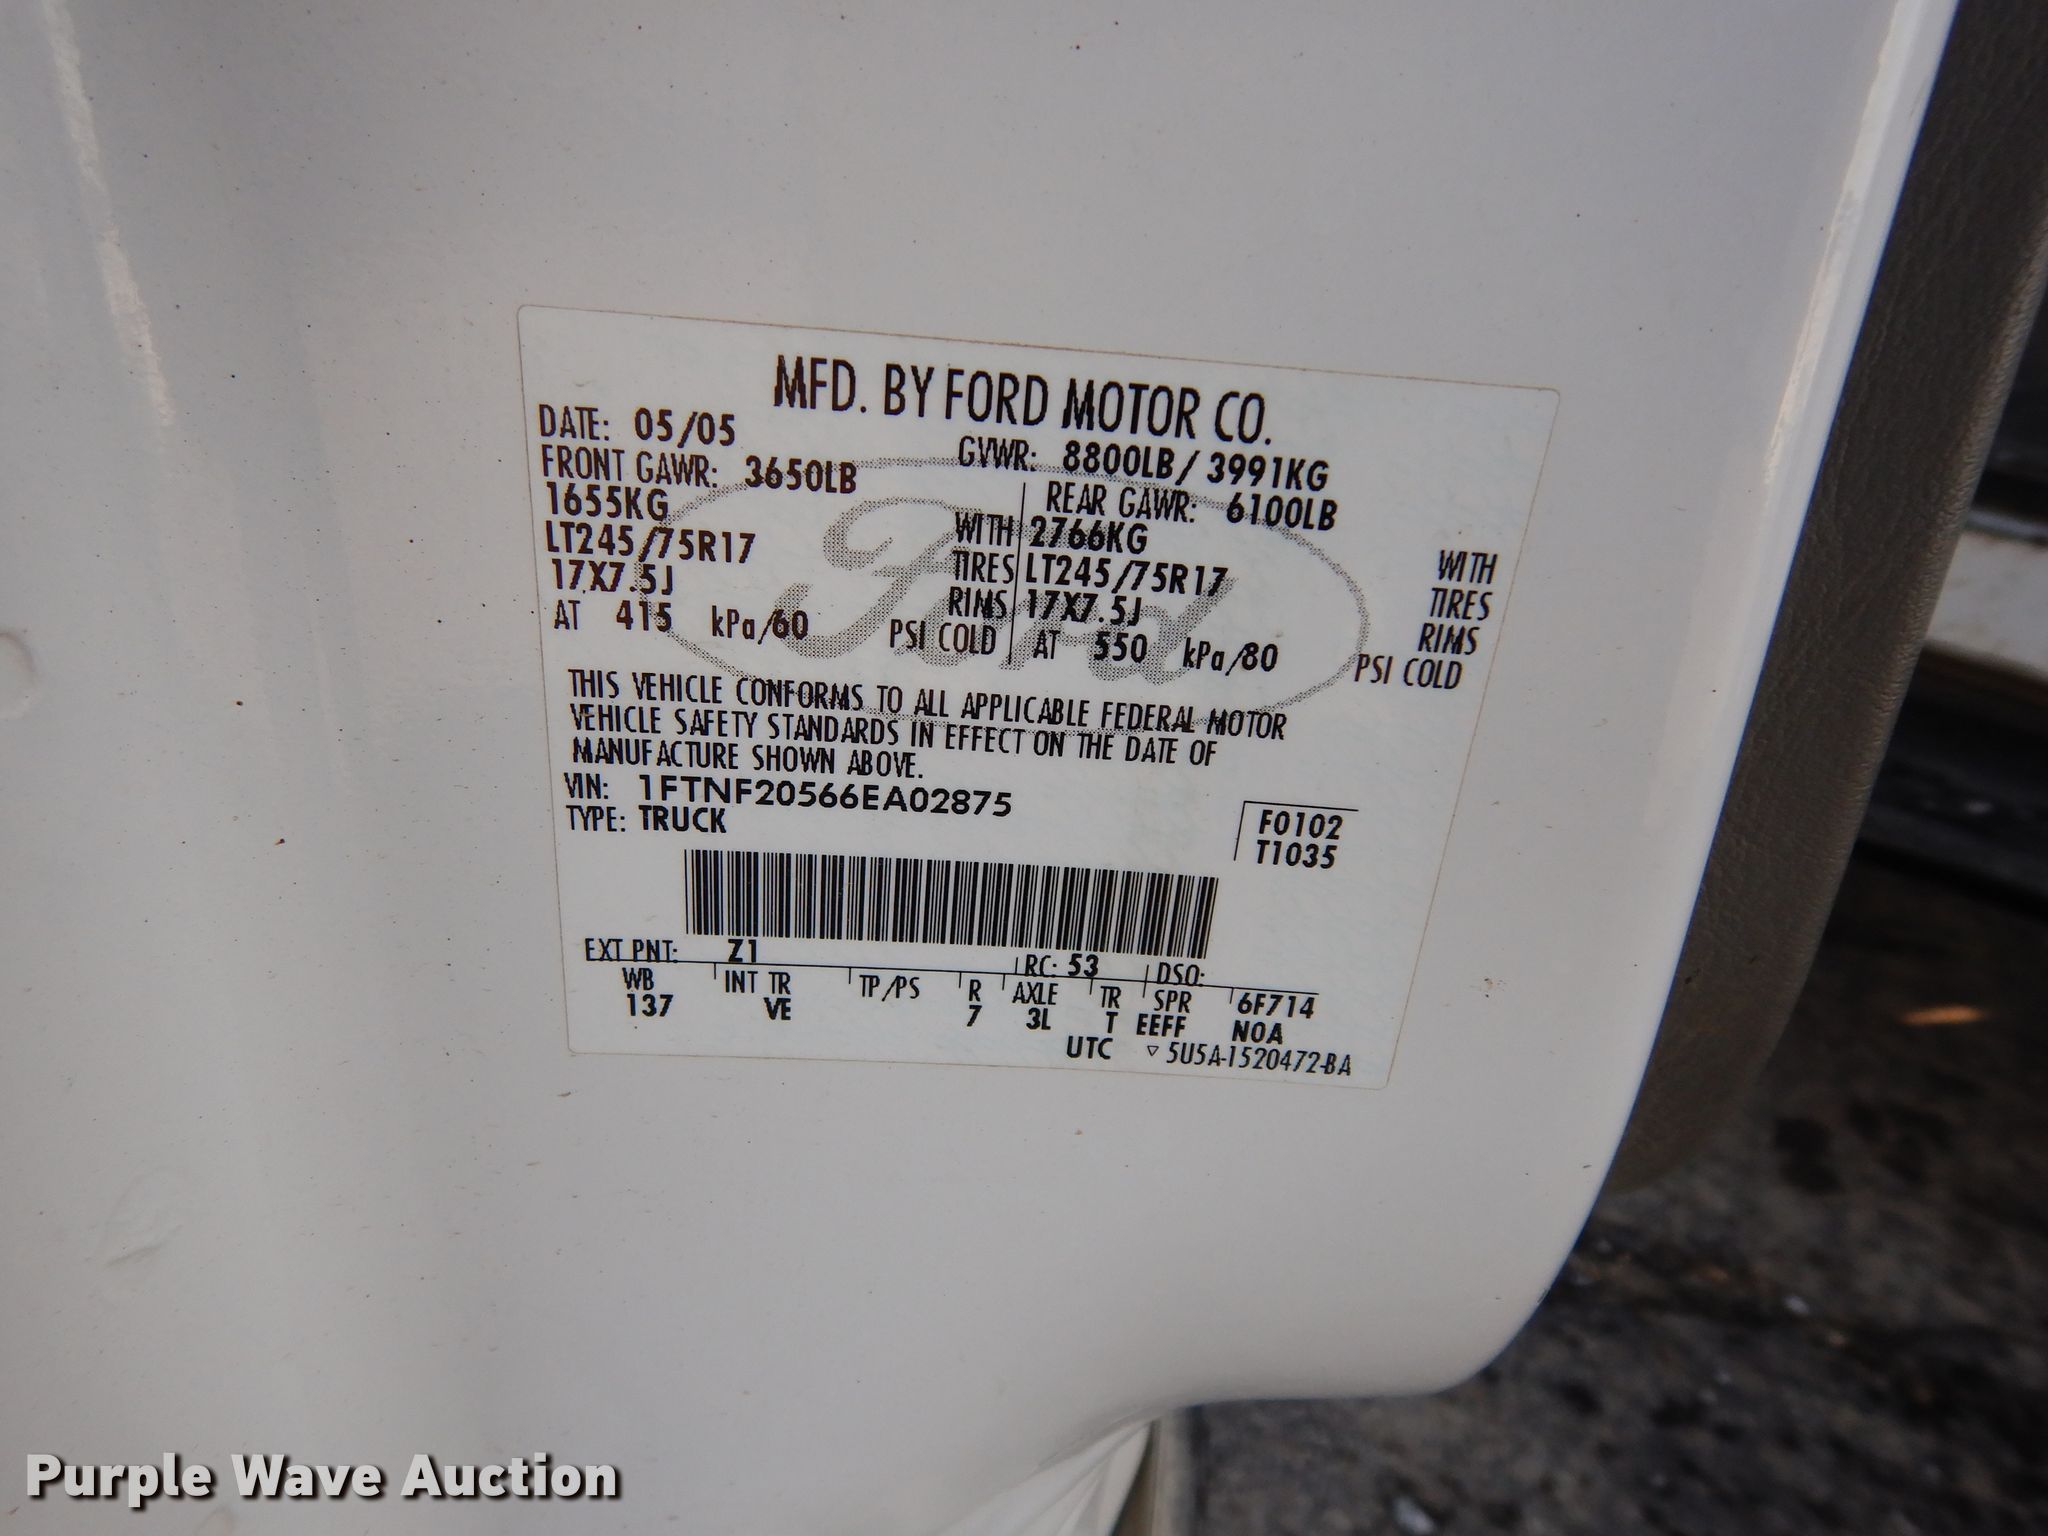 MFD. BY FORD MOTOR CO.
DATE: 05/05 GVWR: 8800LB/3991KG
FRONT GAWR: 3650LB REAR GAWR: 6100LB
1655KG WITH 2766KG WITH
LT245/75R17 TIRES LT245/75R17 TIRES
17X7.5J RIMS 17X7.5J RIMS
AT 415 kPa/60 PSI COLD AT 550 kPa/80 PSI COLD
Ford
THIS VEHICLE CONFORMS TO ALL APPLICABLE FEDERAL MOTOR
VEHICLE SAFETY STANDARDS IN EFFECT ON THE DATE OF
MANUFACTURE SHOWN ABOVE.
VIN: 1FTNF20566EA02875
TYPE: TRUCK
F0102
T1035
EXT PNT: Z1 RC: 53 DSO:
WB INT TR TP/PS R AXLE TR SPR 6F714
137 VE 7 3L T EEFF NOA
UTC ▽ 5U5A-1520472-BA
Purple Wave Auction